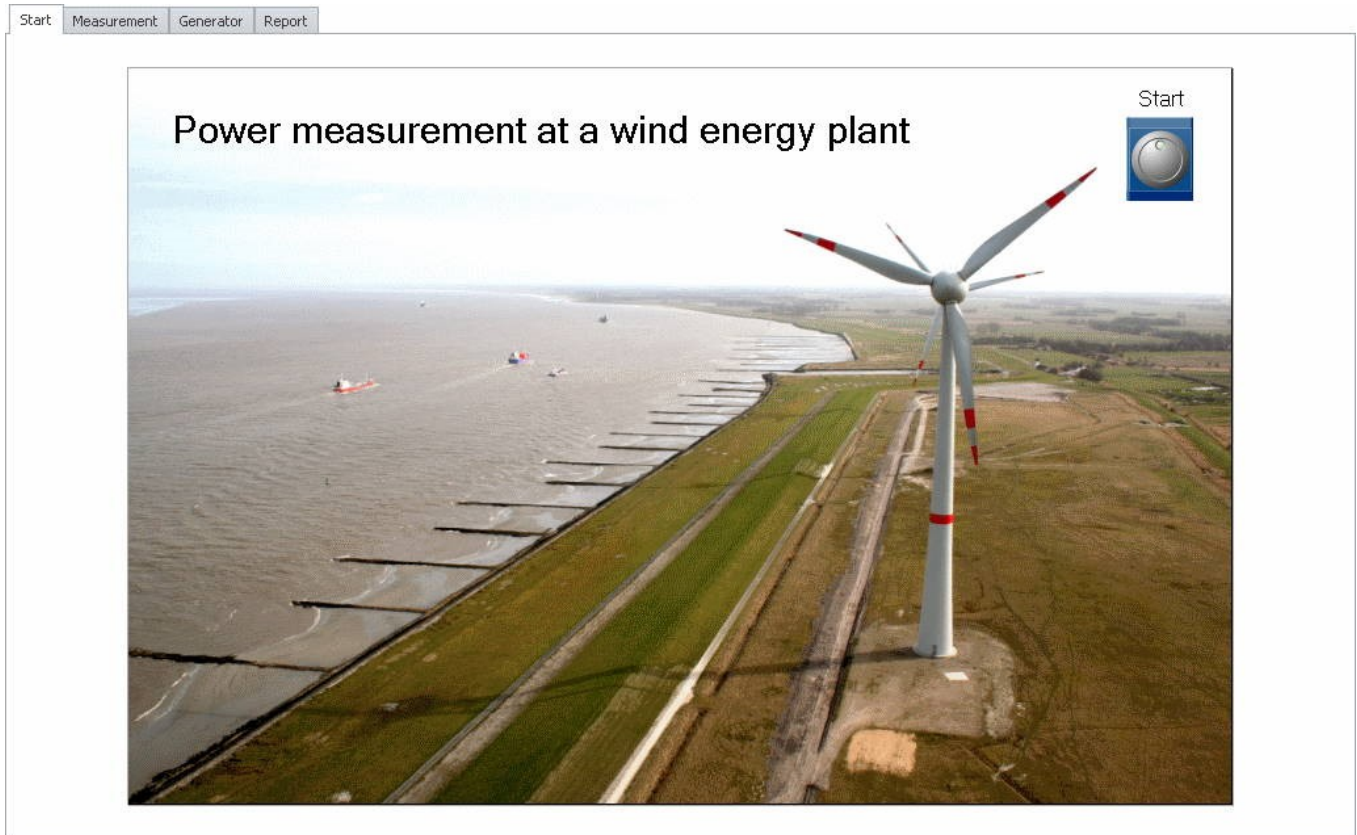 Start
Measurement
Generator
Report
Start
Power measurement at a wind energy plant